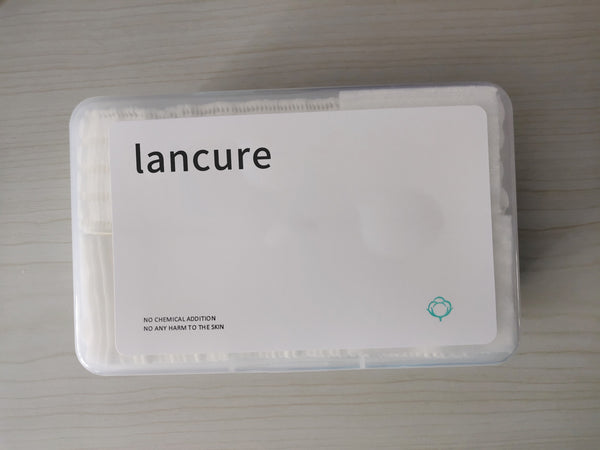 lancure
NO CHEMICAL ADDITION
NO ANY HARM TO THE SKIN